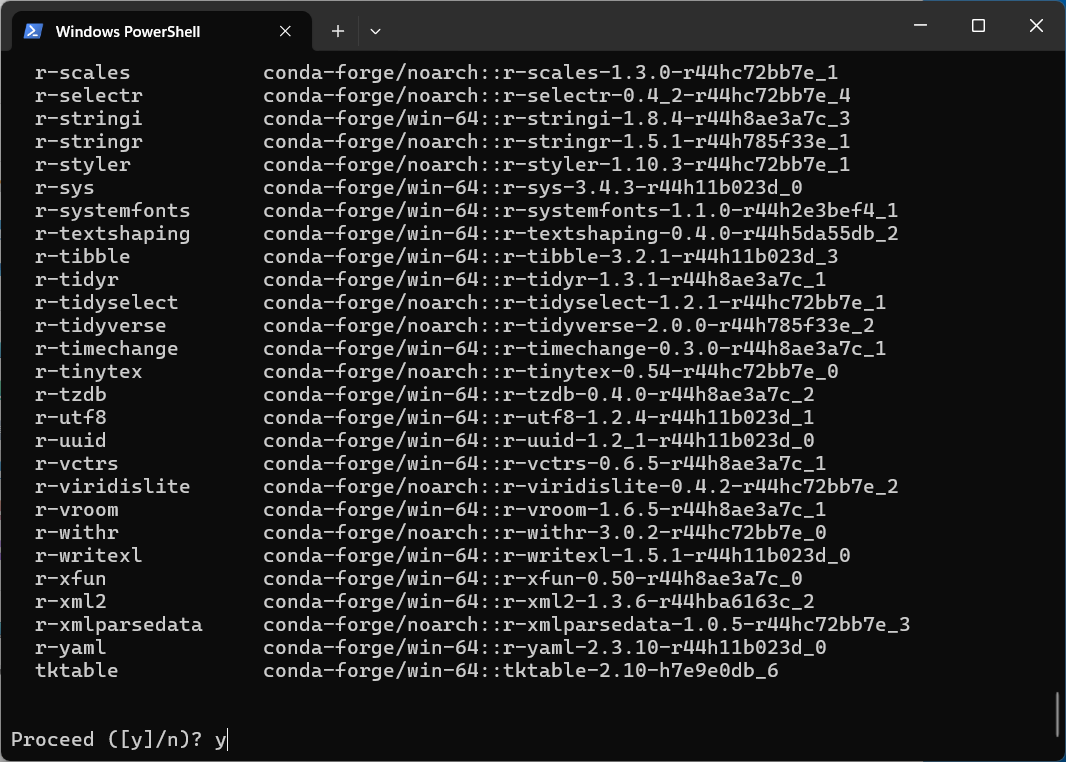 Windows PowerShell
r-scales conda-forge/noarch::r-scales-1.3.0-r44hc72bb7e_1
r-selectr conda-forge/noarch::r-selectr-0.4_2-r44hc72bb7e_4
r-stringi conda-forge/win-64::r-stringi-1.8.4-r44h8ae3a7c_3
r-stringr conda-forge/noarch::r-stringr-1.5.1-r44h785f33e_1
r-styler conda-forge/noarch::r-styler-1.10.3-r44hc72bb7e_1
r-sys conda-forge/win-64::r-sys-3.4.3-r44h11b023d_0
r-systemfonts conda-forge/win-64::r-systemfonts-1.1.0-r44h2e3bef4_1
r-textshaping conda-forge/win-64::r-textshaping-0.4.0-r44h5da55db_2
r-tibble conda-forge/win-64::r-tibble-3.2.1-r44h11b023d_3
r-tidyr conda-forge/win-64::r-tidyr-1.3.1-r44h8ae3a7c_1
r-tidyselect conda-forge/noarch::r-tidyselect-1.2.1-r44hc72bb7e_1
r-tidyverse conda-forge/noarch::r-tidyverse-2.0.0-r44h785f33e_2
r-timechange conda-forge/win-64::r-timechange-0.3.0-r44h8ae3a7c_1
r-tinytex conda-forge/noarch::r-tinytex-0.54-r44hc72bb7e_0
r-tzdb conda-forge/win-64::r-tzdb-0.4.0-r44h8ae3a7c_2
r-utf8 conda-forge/win-64::r-utf8-1.2.4-r44h11b023d_1
r-uuid conda-forge/win-64::r-uuid-1.2_1-r44h11b023d_0
r-vctrs conda-forge/win-64::r-vctrs-0.6.5-r44h8ae3a7c_1
r-viridislite conda-forge/noarch::r-viridislite-0.4.2-r44hc72bb7e_2
r-vroom conda-forge/win-64::r-vroom-1.6.5-r44h8ae3a7c_1
r-withr conda-forge/noarch::r-withr-3.0.2-r44hc72bb7e_0
r-writexl conda-forge/win-64::r-writexl-1.5.1-r44h11b023d_0
r-xfun conda-forge/win-64::r-xfun-0.50-r44h8ae3a7c_0
r-xml2 conda-forge/win-64::r-xml2-1.3.6-r44hba6163c_2
r-xmlparsedata conda-forge/noarch::r-xmlparsedata-1.0.5-r44hc72bb7e_3
r-yaml conda-forge/win-64::r-yaml-2.3.10-r44h11b023d_0
tktable conda-forge/win-64::tktable-2.10-h7e9e0db_6
Proceed ([y]/n)? y